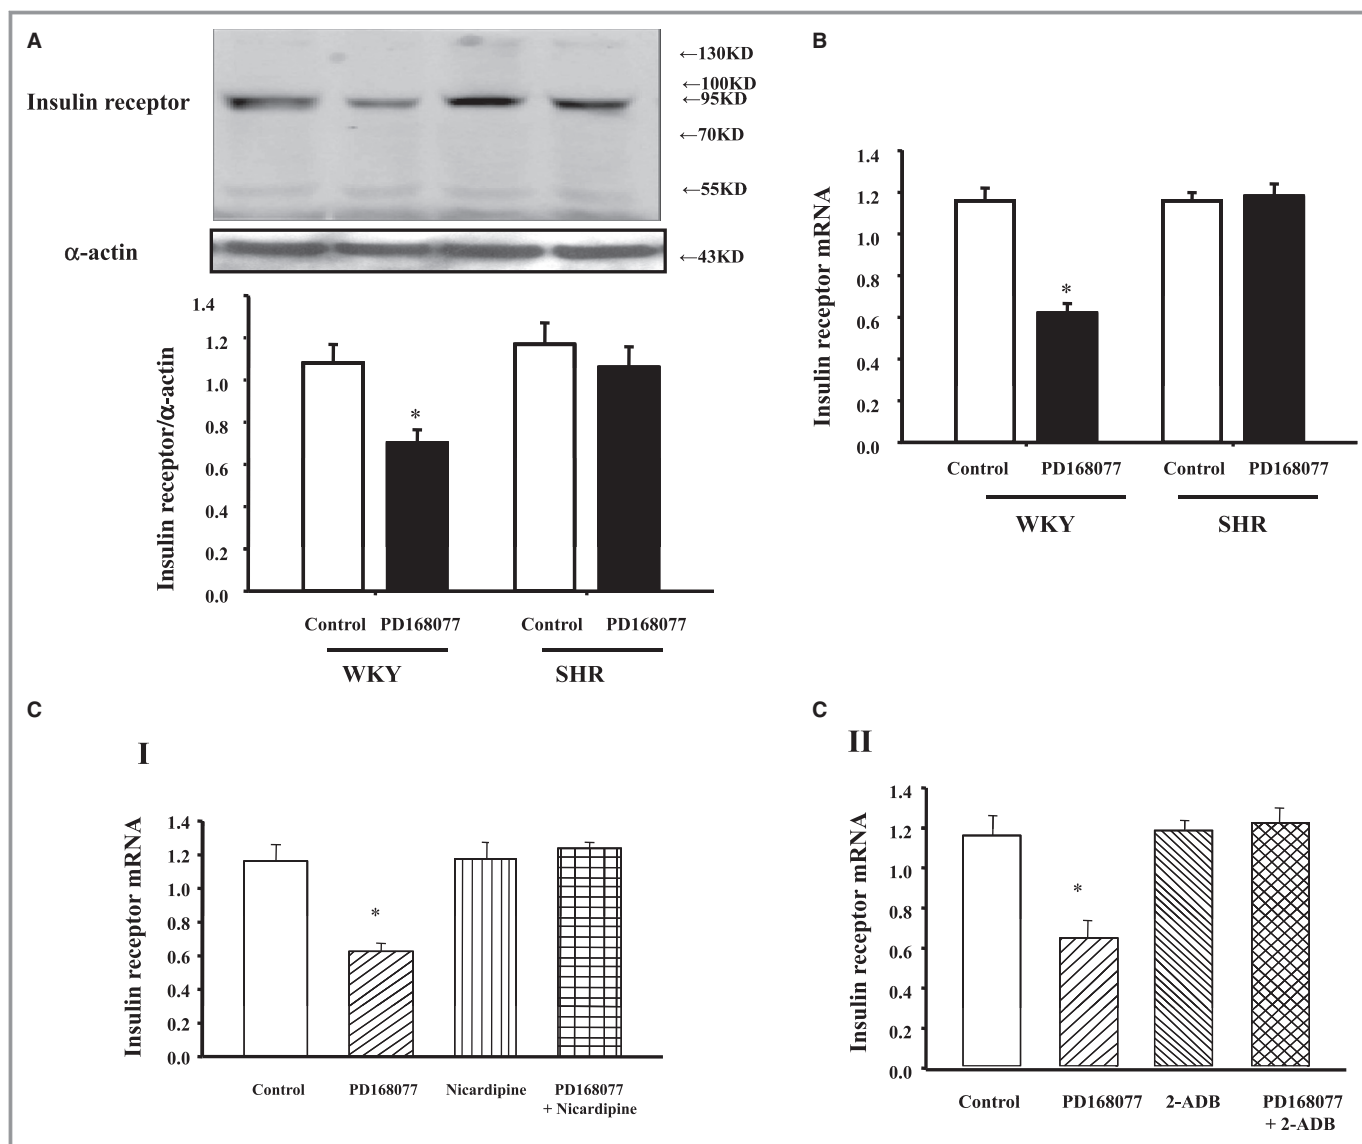 A
Insulin receptor
←130KD
←100KD
←95KD
←70KD
←55KD
α-actin
←43KD
Insulin receptor/α-actin
1.4
1.2
1.0
0.8
0.6
0.4
0.2
0.0
*
Control PD168077 Control PD168077
WKY SHR
B
Insulin receptor mRNA
1.4
1.2
1.0
0.8
0.6
0.4
0.2
0.0
*
Control PD168077 Control PD168077
WKY SHR
C
I
Insulin receptor mRNA
1.4
1.2
1.0
0.8
0.6
0.4
0.2
0.0
*
Control PD168077 Nicardipine PD168077
+ Nicardipine
C
II
Insulin receptor mRNA
1.4
1.2
1.0
0.8
0.6
0.4
0.2
0.0
*
Control PD168077 2-ADB PD168077
+ 2-ADB